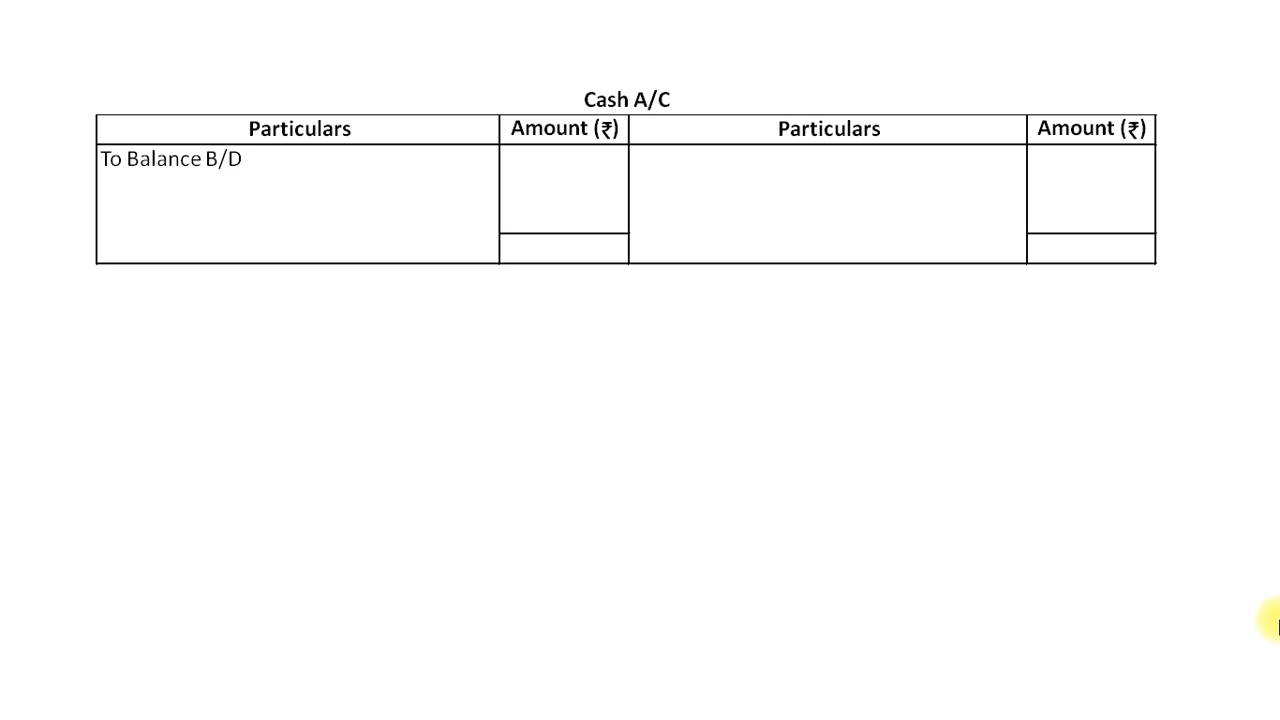 Cash A/C
Particulars Amount (₹) Particulars Amount (₹)
To Balance B/D